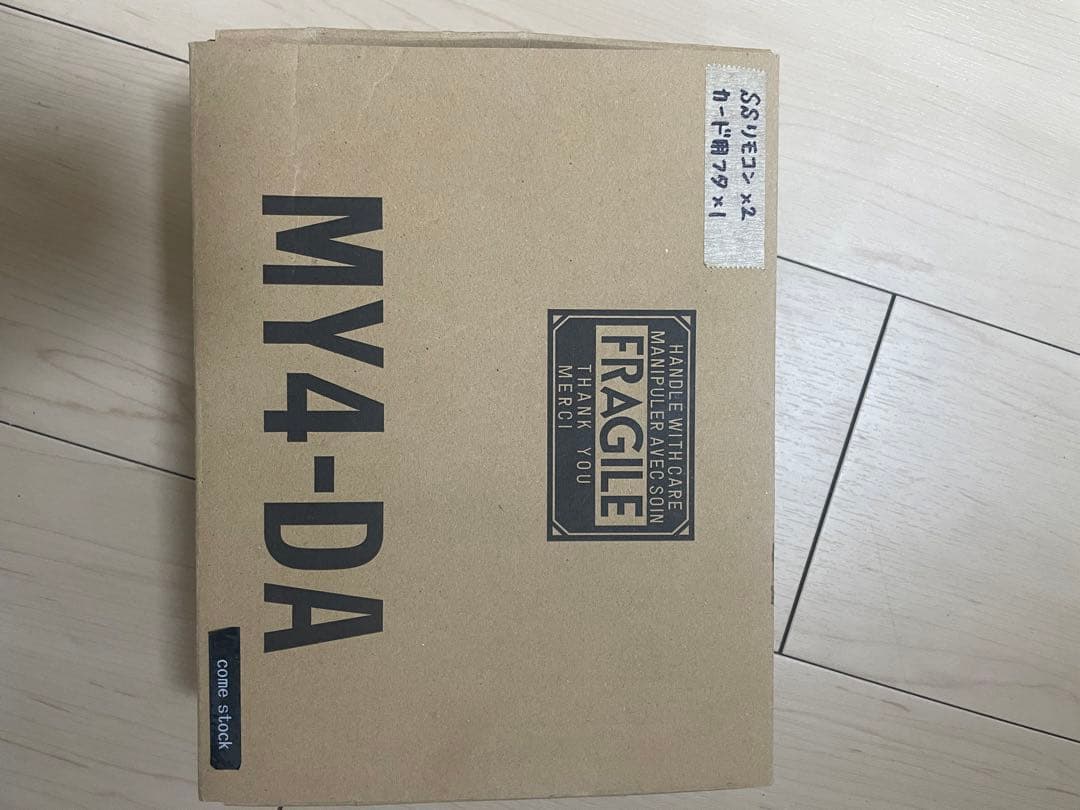 SSリモコン×2
カード用フタ×1
HANDLE WITH CARE
MANIPULER AVEC SOIN
FRAGILE
THANK YOU
MERCI
MY4-DA
come stock